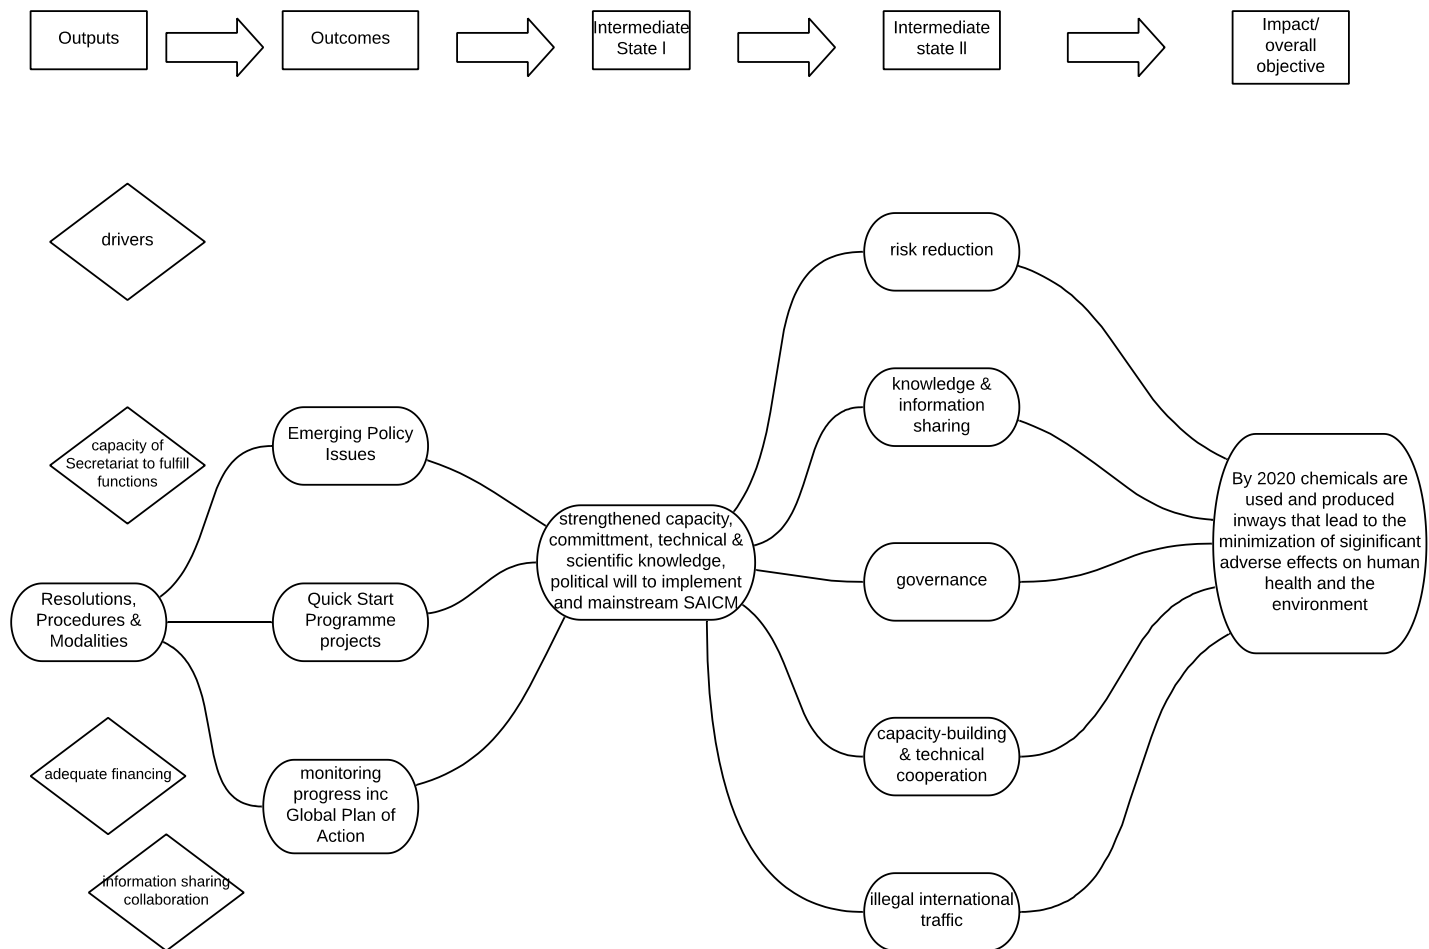 Outputs
Outcomes
Intermediate
State l
Intermediate
state ll
Impact/
overall
objective
drivers
capacity of
Secretariat to fulfill
functions
Resolutions,
Procedures &
Modalities
adequate financing
information sharing
collaboration
Emerging Policy
Issues
Quick Start
Programme
projects
monitoring
progress inc
Global Plan of
Action
strengthened capacity,
committment, technical &
scientific knowledge,
political will to implement
and mainstream SAICM
risk reduction
knowledge &
information
sharing
governance
capacity-building
& technical
cooperation
illegal international
traffic
By 2020 chemicals are
used and produced
inways that lead to the
minimization of siginificant
adverse effects on human
health and the
environment